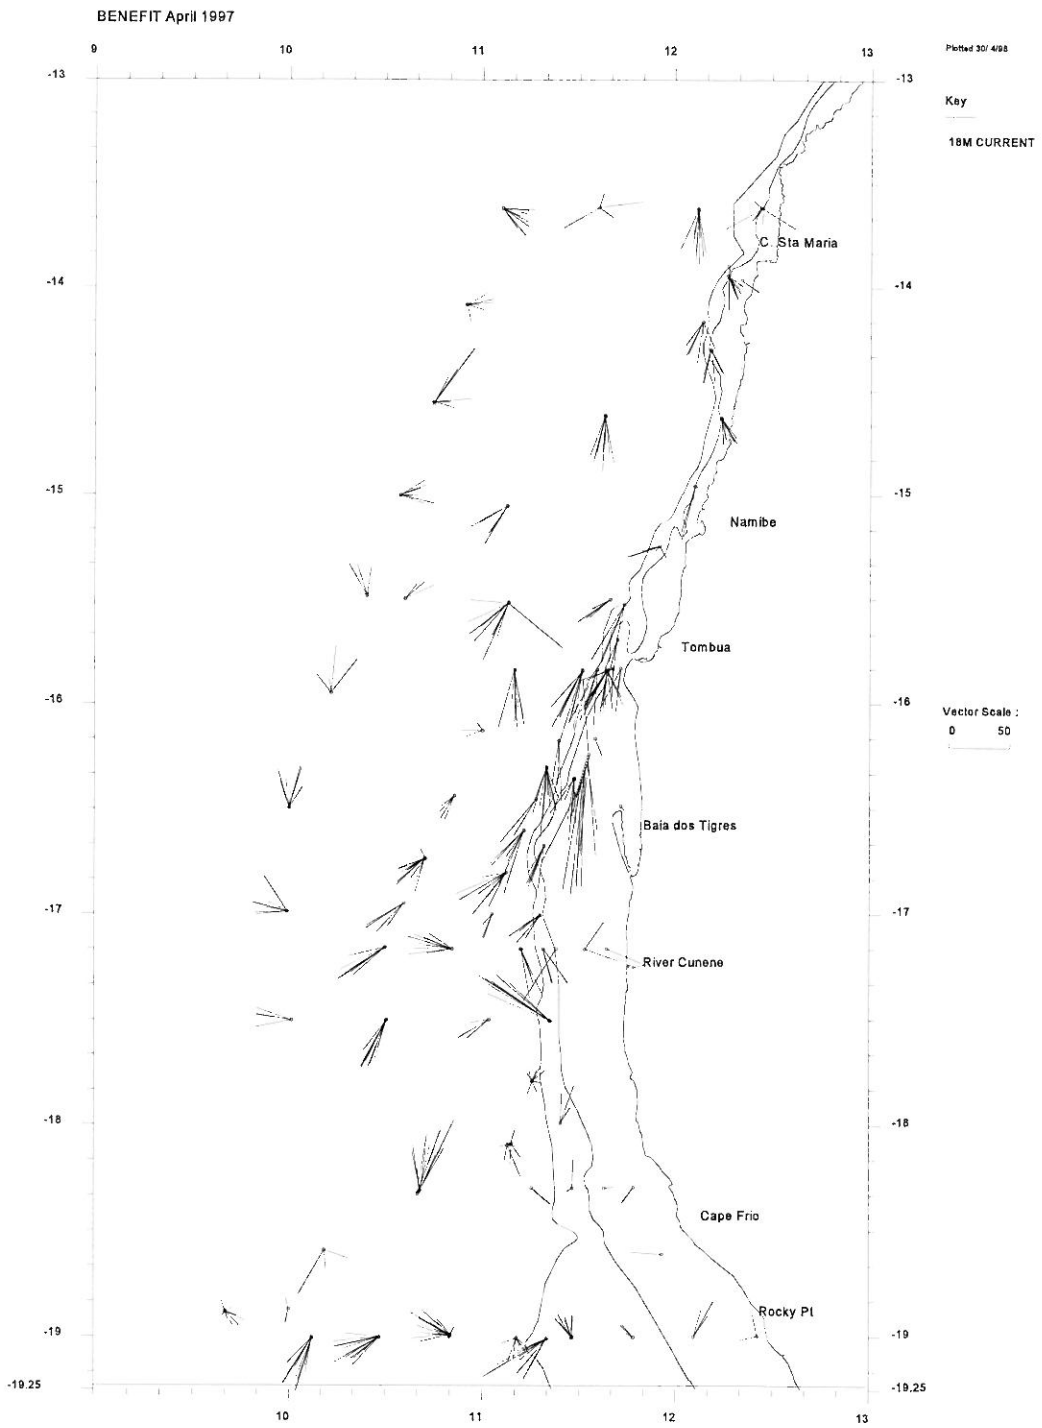 BENEFIT April 1997
9 10 11 12 13
Plotted 30/ 4/98
-13 -13
Key
18M CURRENT
C. Sta Maria
-14 -14
-15 -15
Namibe
Tombua
-16 -16
Vector Scale :
0 50
Baia dos Tigres
-17 -17
River Cunene
-18 -18
Cape Frio
Rocky Pt
-19 -19
-19.25 -19.25
10 11 12 13